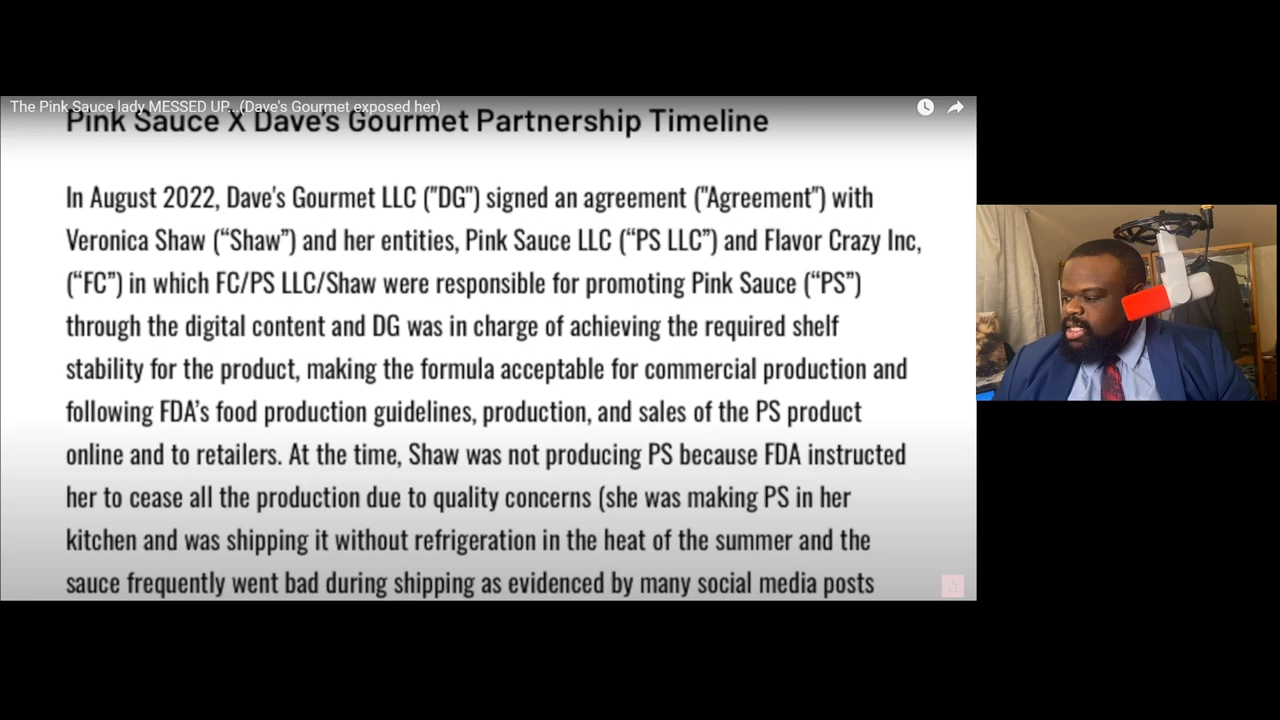 The Pink Sauce lady MESSED UP...(Dave's Gourmet exposed her)
Pink Sauce X Dave's Gourmet Partnership Timeline
In August 2022, Dave's Gourmet LLC ("DG") signed an agreement ("Agreement") with
Veronica Shaw (“Shaw”) and her entities, Pink Sauce LLC (“PS LLC”) and Flavor Crazy Inc,
(“FC”) in which FC/PS LLC/Shaw were responsible for promoting Pink Sauce (“PS”)
through the digital content and DG was in charge of achieving the required shelf
stability for the product, making the formula acceptable for commercial production and
following FDA’s food production guidelines, production, and sales of the PS product
online and to retailers. At the time, Shaw was not producing PS because FDA instructed
her to cease all the production due to quality concerns (she was making PS in her
kitchen and was shipping it without refrigeration in the heat of the summer and the
sauce frequently went bad during shipping as evidenced by many social media posts